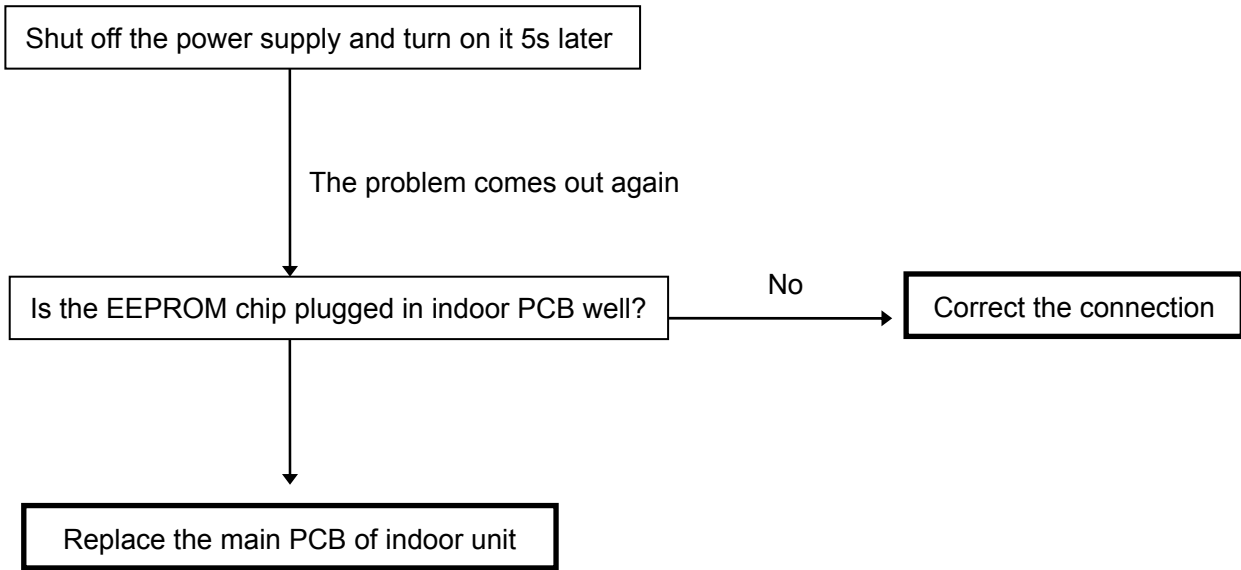 Shut off the power supply and turn on it 5s later
The problem comes out again
Is the EEPROM chip plugged in indoor PCB well?
No
Correct the connection
Replace the main PCB of indoor unit